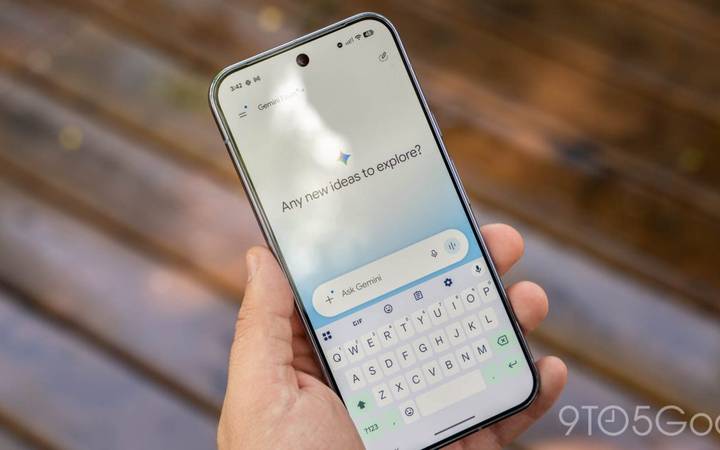 3:42
Gemini
Any new ideas to explore?
Ask Gemini
GIF
Q W E R T Y U I O P
A S D F G H J K L
Z X C V B N M
?123 , .
9TO5Goo